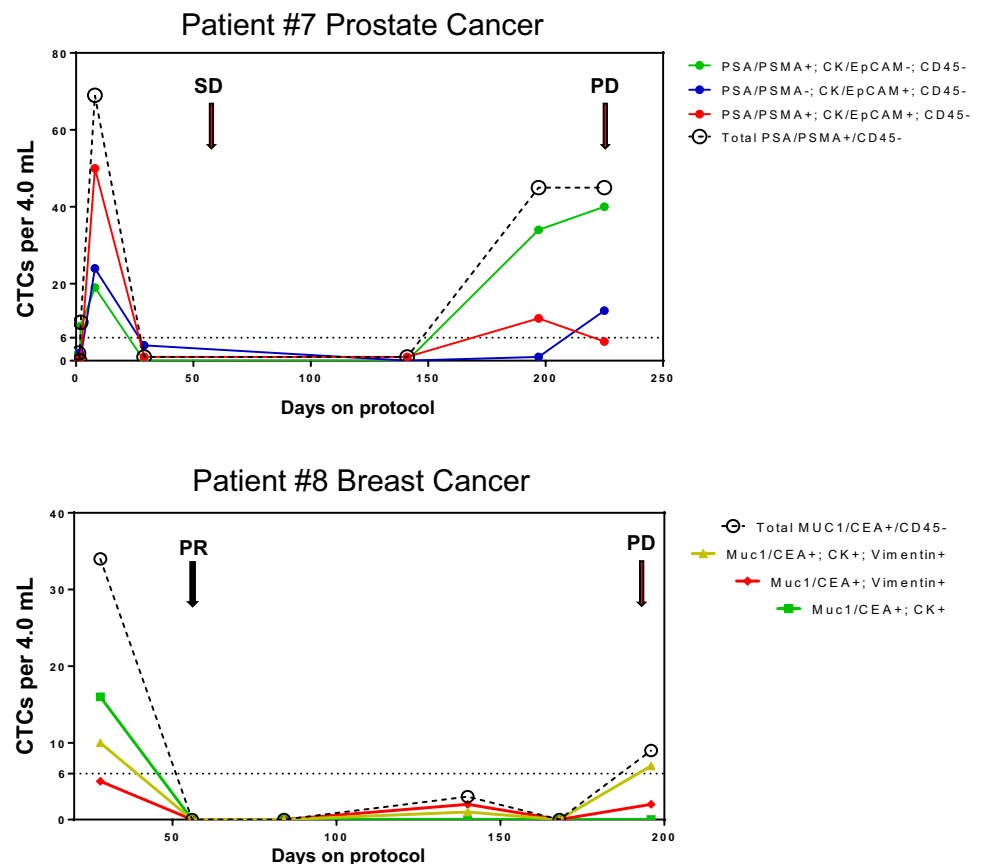 Patient #7 Prostate Cancer
80
60
40
20
6
0
CTCs per 4.0 mL
SD
PD
0 50 100 150 200 250
Days on protocol
PSA/PSMA+; CK/EpCAM-; CD45-
PSA/PSMA-; CK/EpCAM+; CD45-
PSA/PSMA+; CK/EpCAM+; CD45-
Total PSA/PSMA+/CD45-
Patient #8 Breast Cancer
40
30
20
10
6
0
CTCs per 4.0 mL
PR
PD
50 100 150 200
Days on protocol
Total MUC1/CEA+/CD45-
Muc1/CEA+; CK+; Vimentin+
Muc1/CEA+; Vimentin+
Muc1/CEA+; CK+